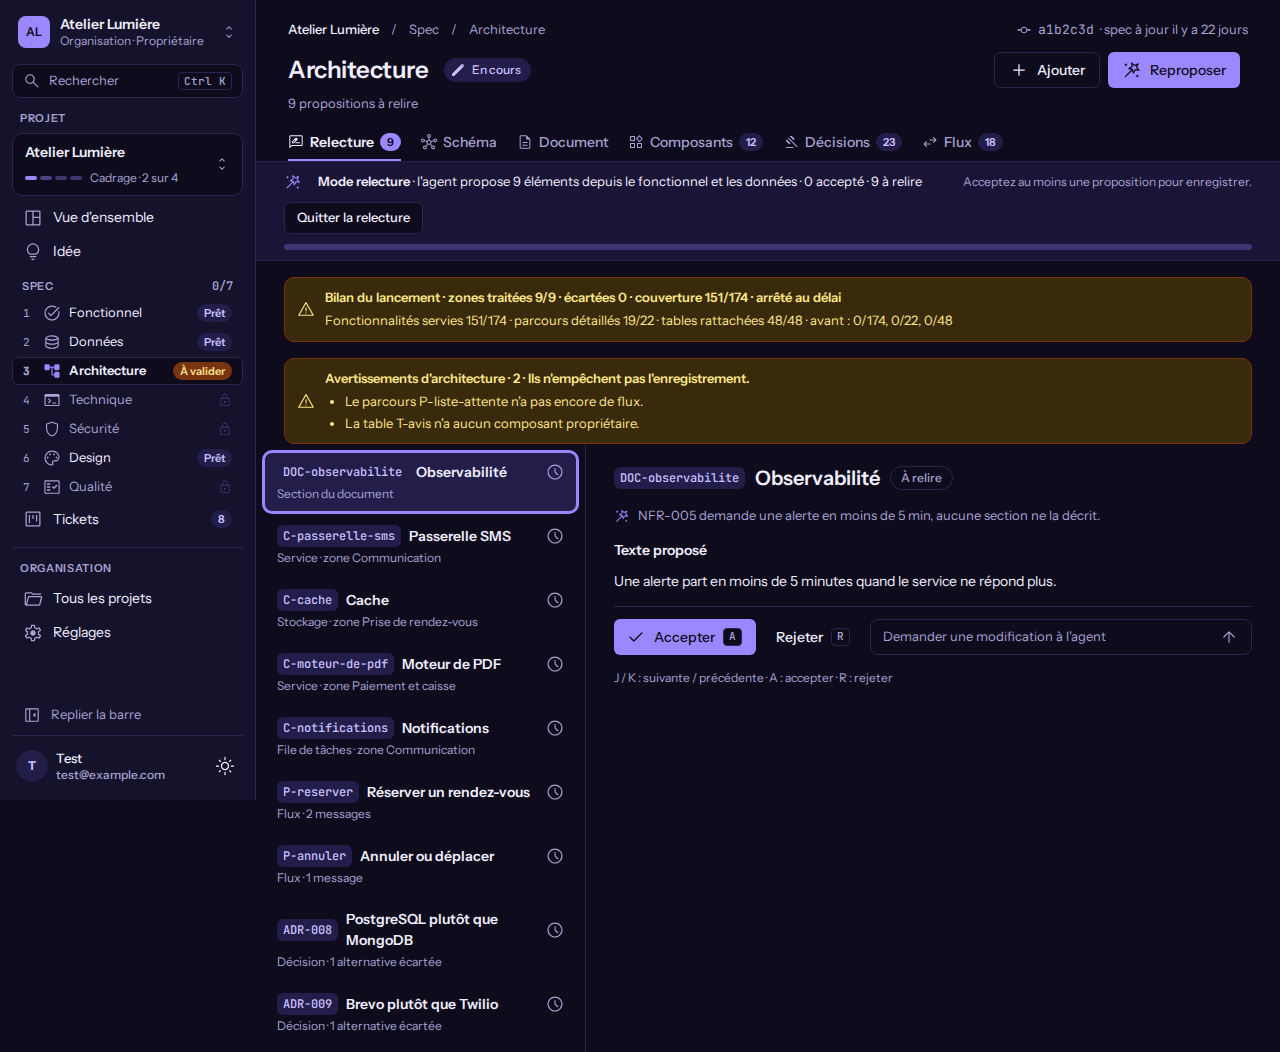 AL
Atelier Lumière
Organisation · Propriétaire
Rechercher
Ctrl K
PROJET
Atelier Lumière
Cadrage · 2 sur 4
Vue d'ensemble
Idée
SPEC 0/7
1 Fonctionnel Prêt
2 Données Prêt
3 Architecture À valider
4 Technique
5 Sécurité
6 Design Prêt
7 Qualité
Tickets 8
ORGANISATION
Tous les projets
Réglages
Replier la barre
T
Test
test@example.com
Atelier Lumière / Spec / Architecture
a1b2c3d · spec à jour il y a 22 jours
Architecture
En cours
Ajouter
Reproposer
9 propositions à relire
Relecture 9
Schéma
Document
Composants 12
Décisions 23
Flux 18
Mode relecture · l'agent propose 9 éléments depuis le fonctionnel et les données · 0 accepté · 9 à relire
Acceptez au moins une proposition pour enregistrer.
Quitter la relecture
Bilan du lancement · zones traitées 9/9 · écartées 0 · couverture 151/174 · arrêté au délai
Fonctionnalités servies 151/174 · parcours détaillés 19/22 · tables rattachées 48/48 · avant : 0/174, 0/22, 0/48
Avertissements d'architecture · 2 · Ils n'empêchent pas l'enregistrement.
• Le parcours P-liste-attente n'a pas encore de flux.
• La table T-avis n'a aucun composant propriétaire.
DOC-observabilite Observabilité
Section du document
C-passerelle-sms Passerelle SMS
Service · zone Communication
C-cache Cache
Stockage · zone Prise de rendez-vous
C-moteur-de-pdf Moteur de PDF
Service · zone Paiement et caisse
C-notifications Notifications
File de tâches · zone Communication
P-reserver Réserver un rendez-vous
Flux · 2 messages
P-annuler Annuler ou déplacer
Flux · 1 message
ADR-008 PostgreSQL plutôt que
MongoDB
Décision · 1 alternative écartée
ADR-009 Brevo plutôt que Twilio
Décision · 1 alternative écartée
DOC-observabilite Observabilité À relire
NFR-005 demande une alerte en moins de 5 min, aucune section ne la décrit.
Texte proposé
Une alerte part en moins de 5 minutes quand le service ne répond plus.
Accepter A
Rejeter R
Demander une modification à l'agent
J / K : suivante / précédente · A : accepter · R : rejeter